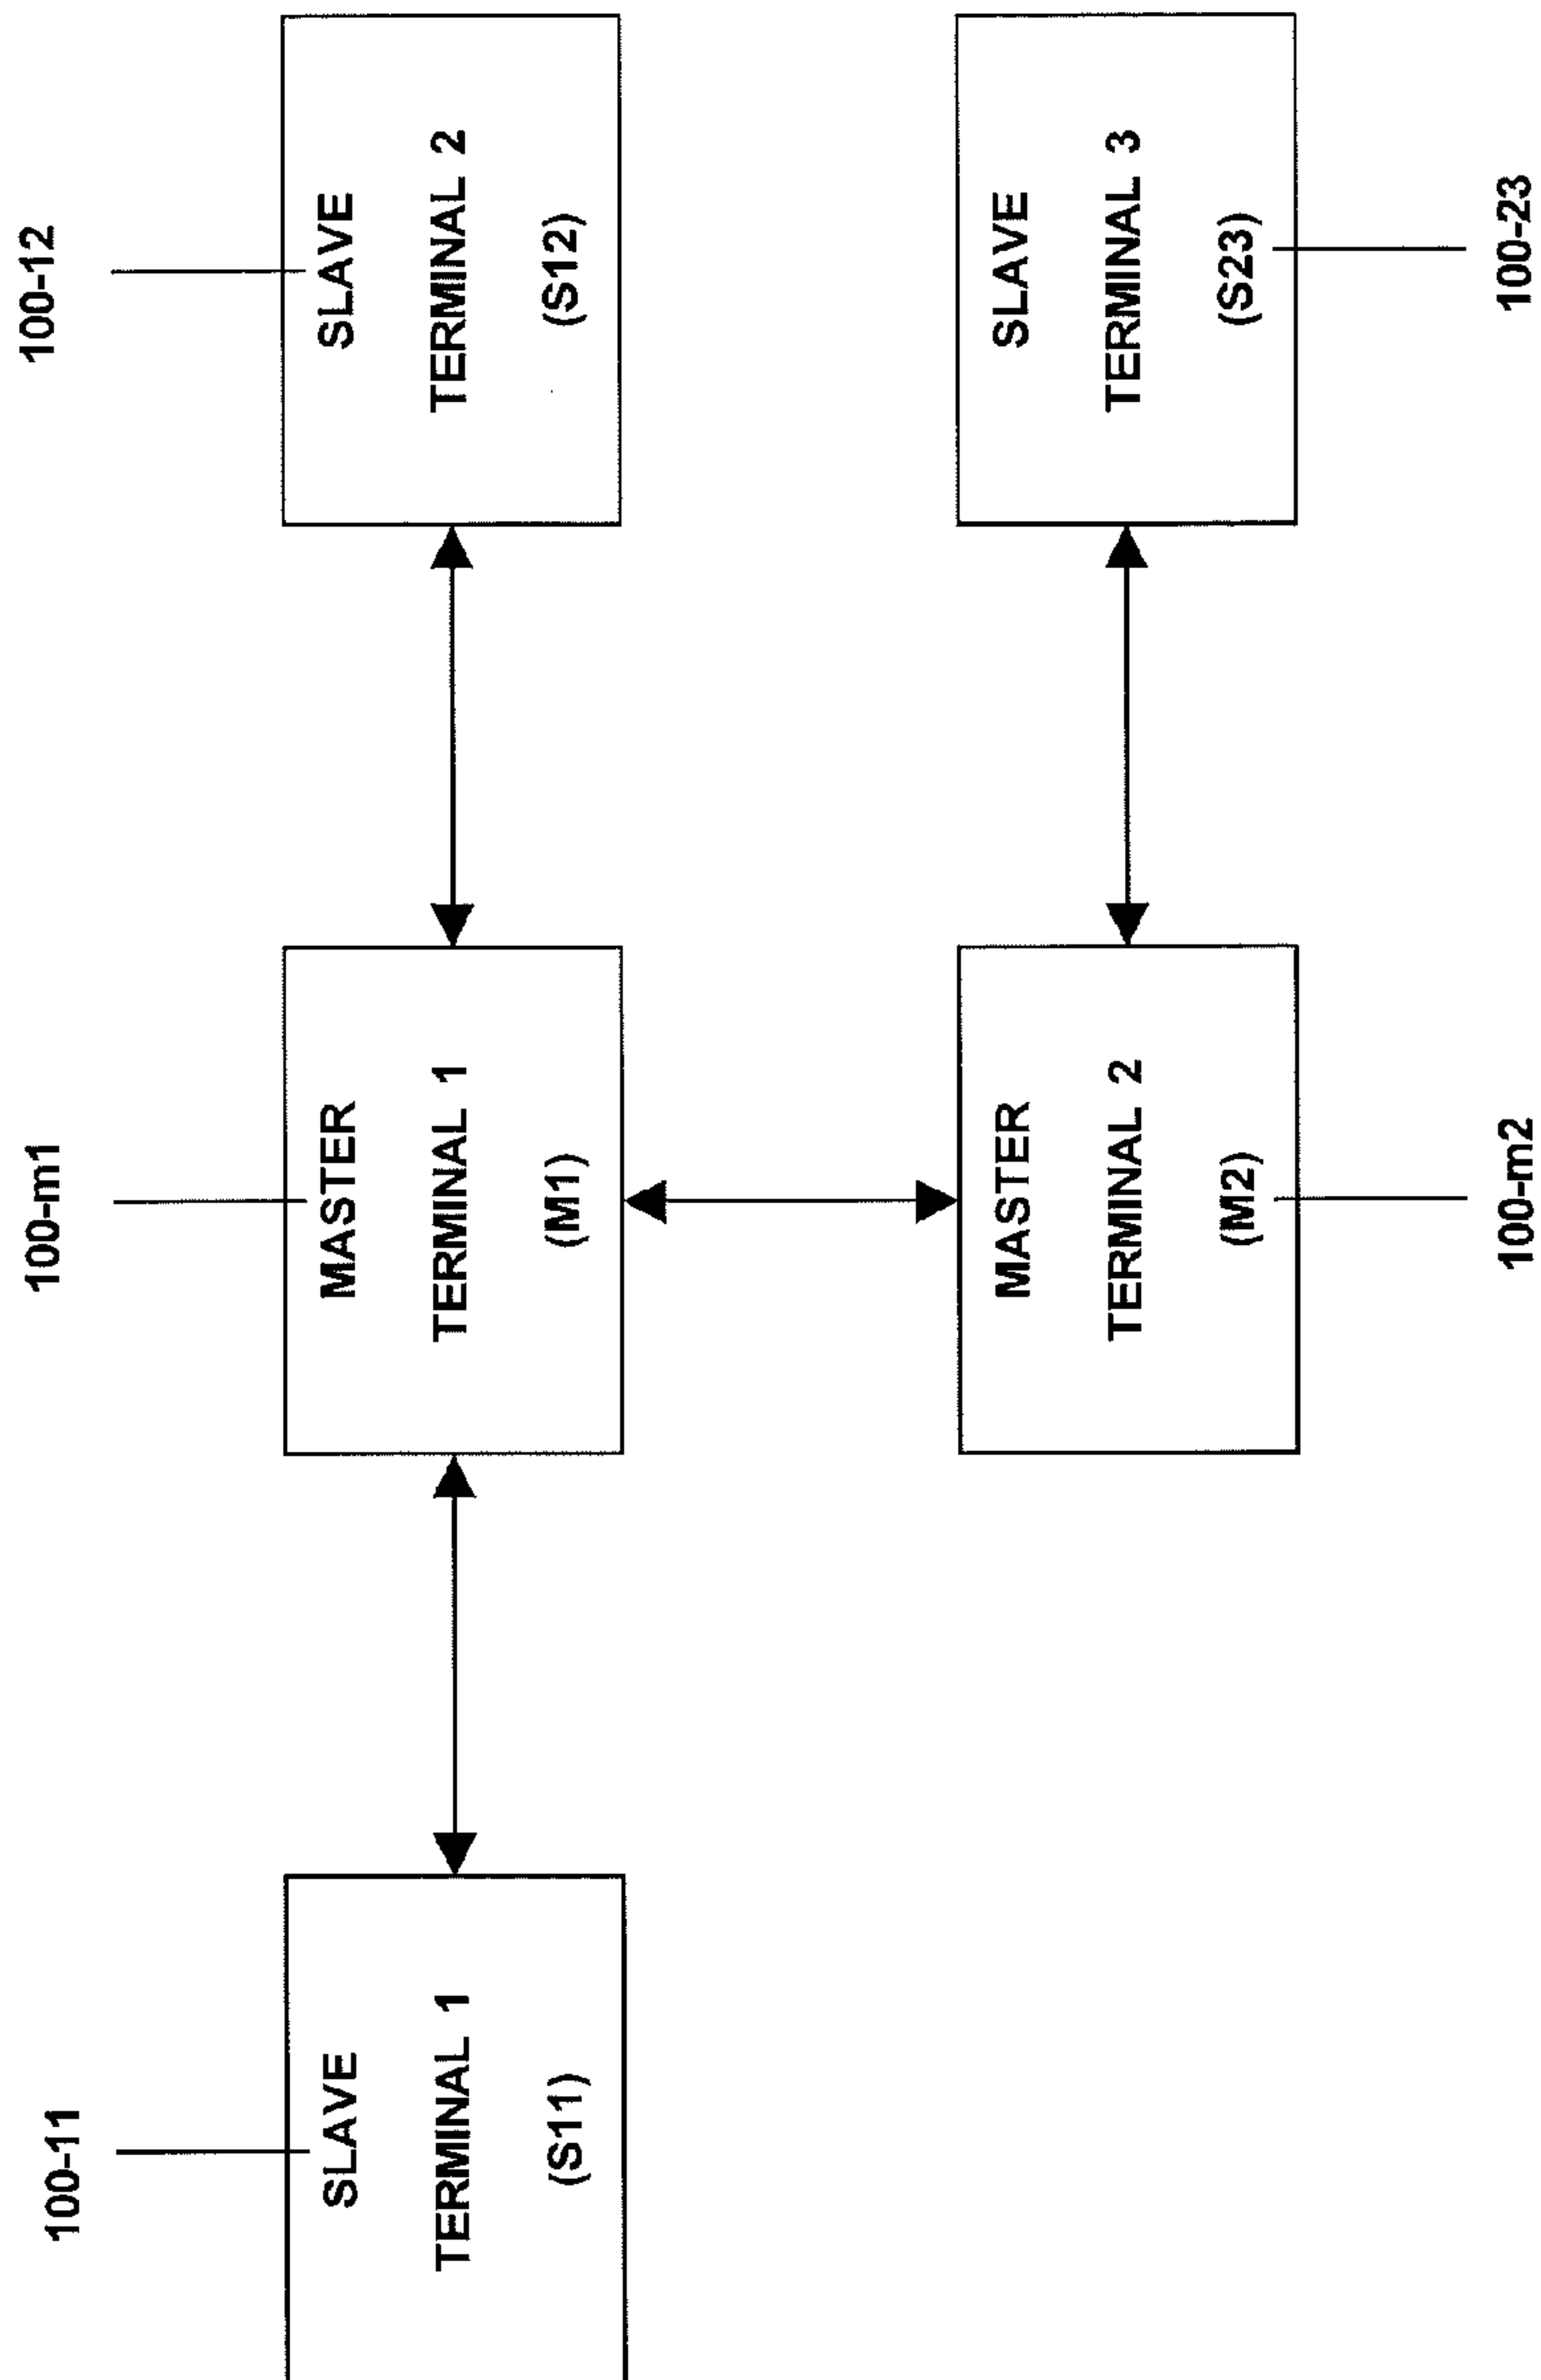 100-11
100-m1
100-12
SLAVE
TERMINAL 1
(S11)
MASTER
TERMINAL 1
(M1)
SLAVE
TERMINAL 2
(S12)
MASTER
TERMINAL 2
(M2)
SLAVE
TERMINAL 3
(S23)
100-m2
100-23